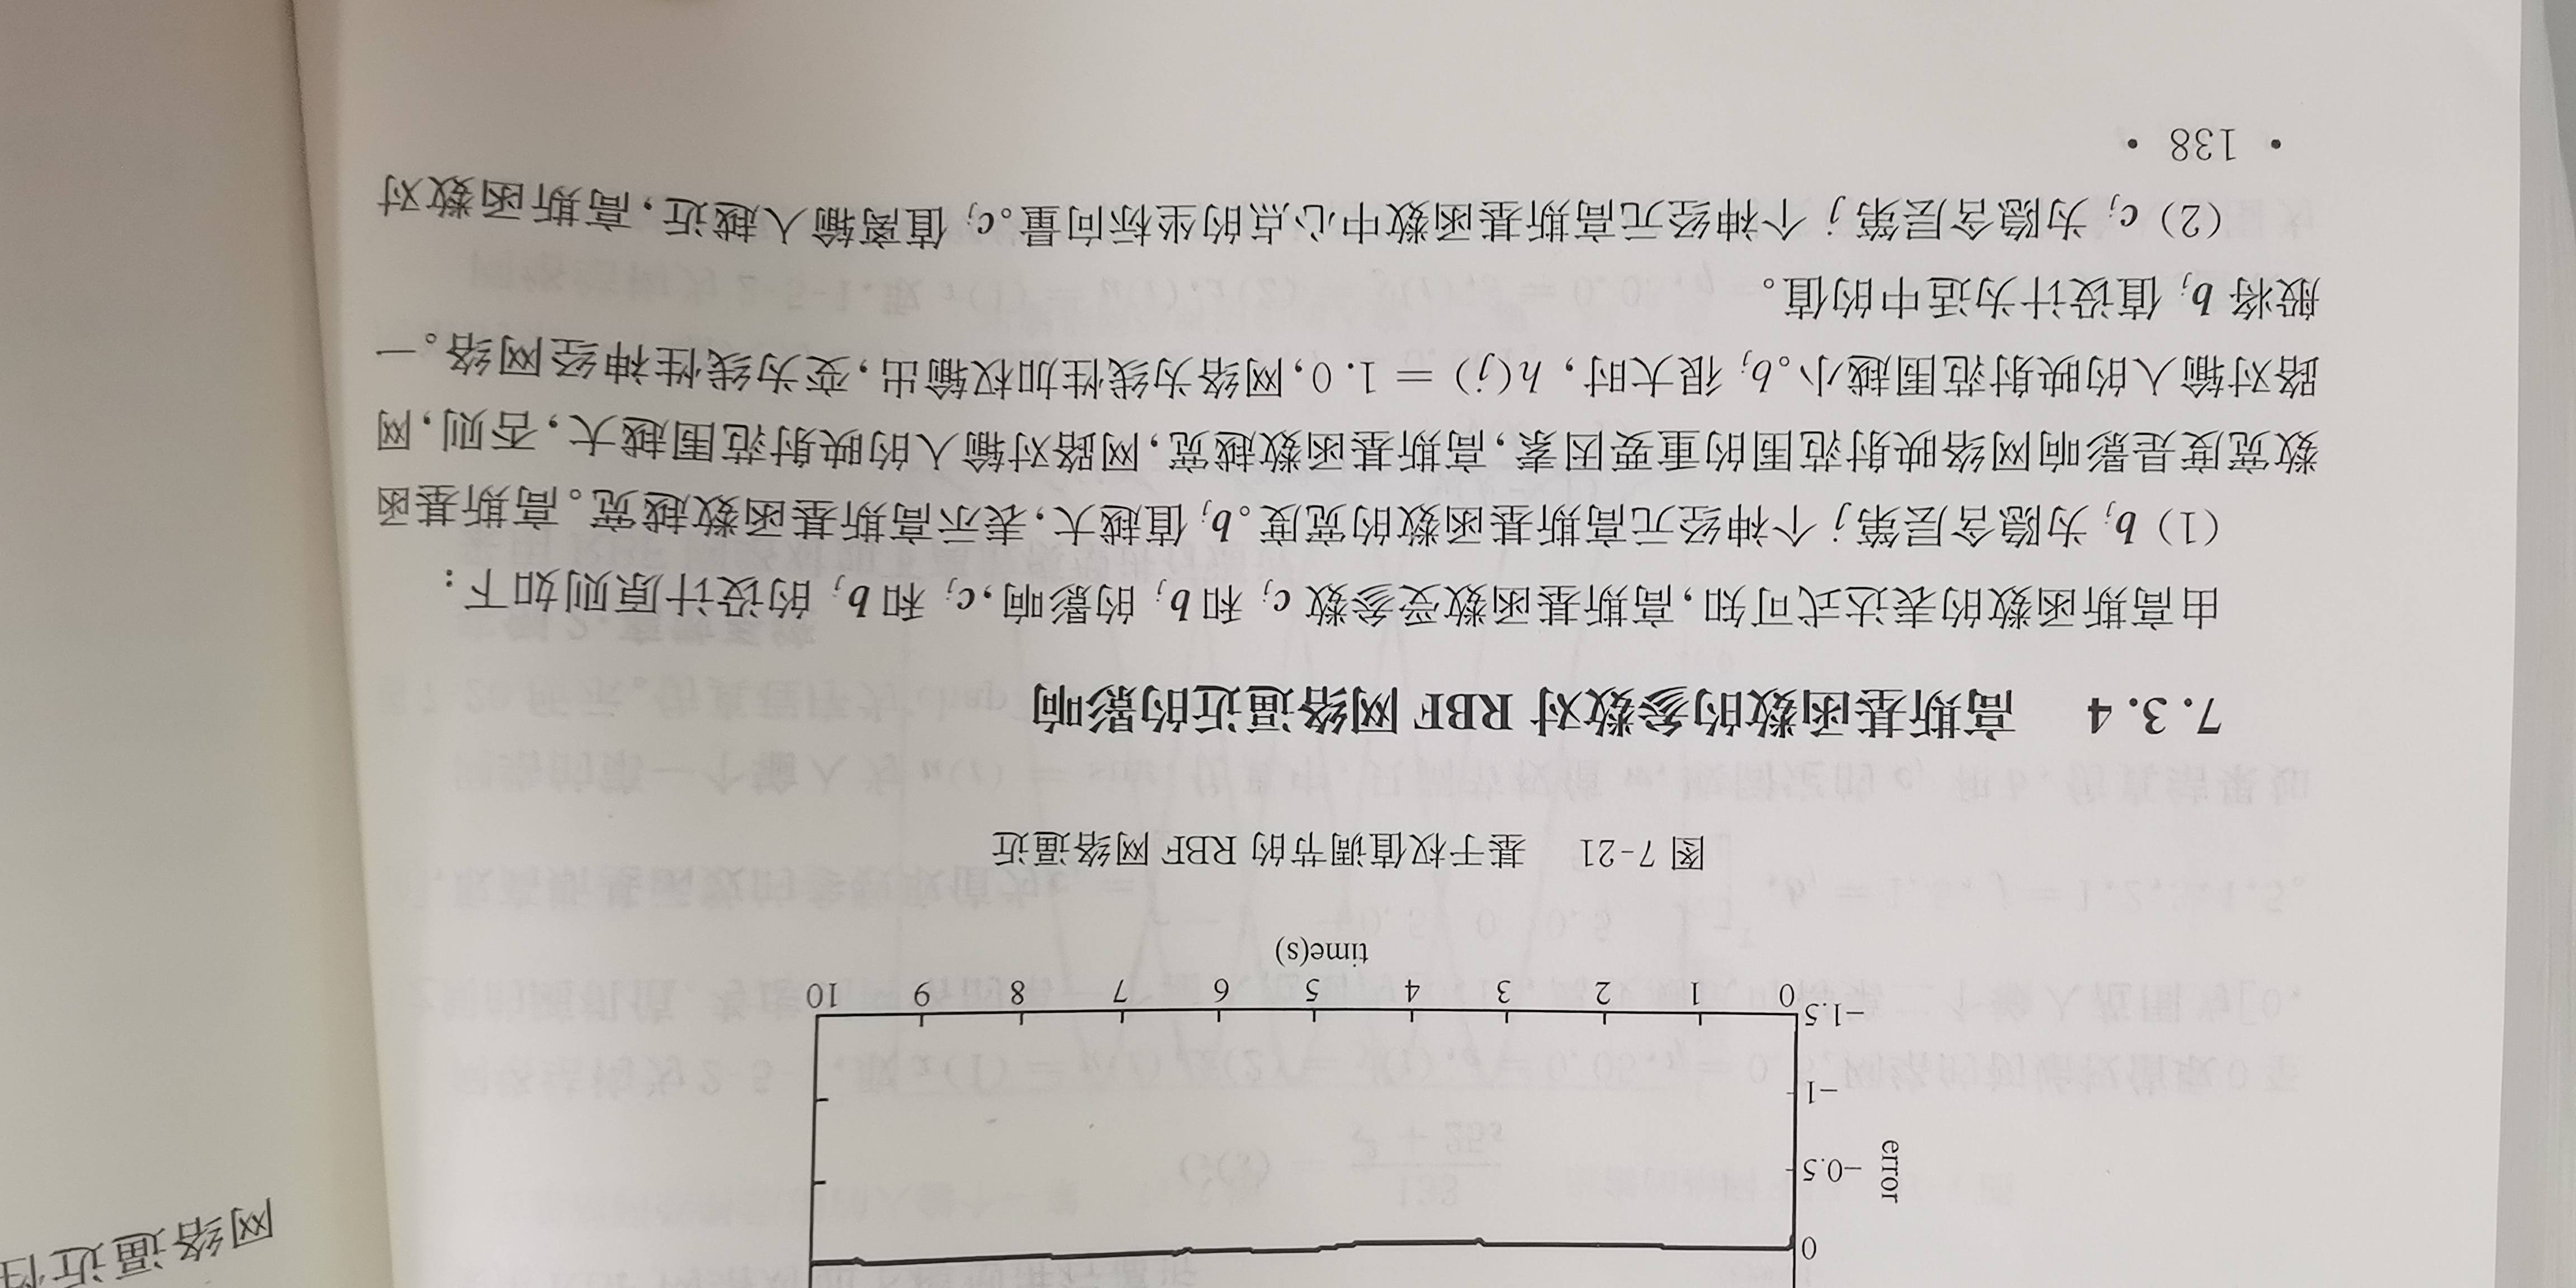 网络逼近性
0
-0.5
-1
-1.5
error
0 1 2 3 4 5 6 7 8 9 10
time(s)
图 7-21 基于权值调节的 RBF 网络逼近
7.3.4 高斯基函数的参数对 RBF 网络逼近的影响
由高斯函数的表达式可知,高斯基函数受参数 cj 和 bj 的影响,cj 和 bj 的设计原则如下:
(1) bj 为隐含层第 j 个神经元高斯基函数的宽度。bj 值越大,表示高斯基函数越宽。高斯基函
数宽度是影响网络映射范围的重要因素,高斯基函数越宽,网路对输入的映射范围越大,否则,网
路对输入的映射范围越小。bj 很大时, h(j) = 1.0,网络为线性加权输出,变为线性神经网络。一
般将 bj 值设计为适中的值。
(2) cj 为隐含层第 j 个神经元高斯基函数中心点的坐标向量。cj 值离输入越近,高斯函数对
· 138 ·